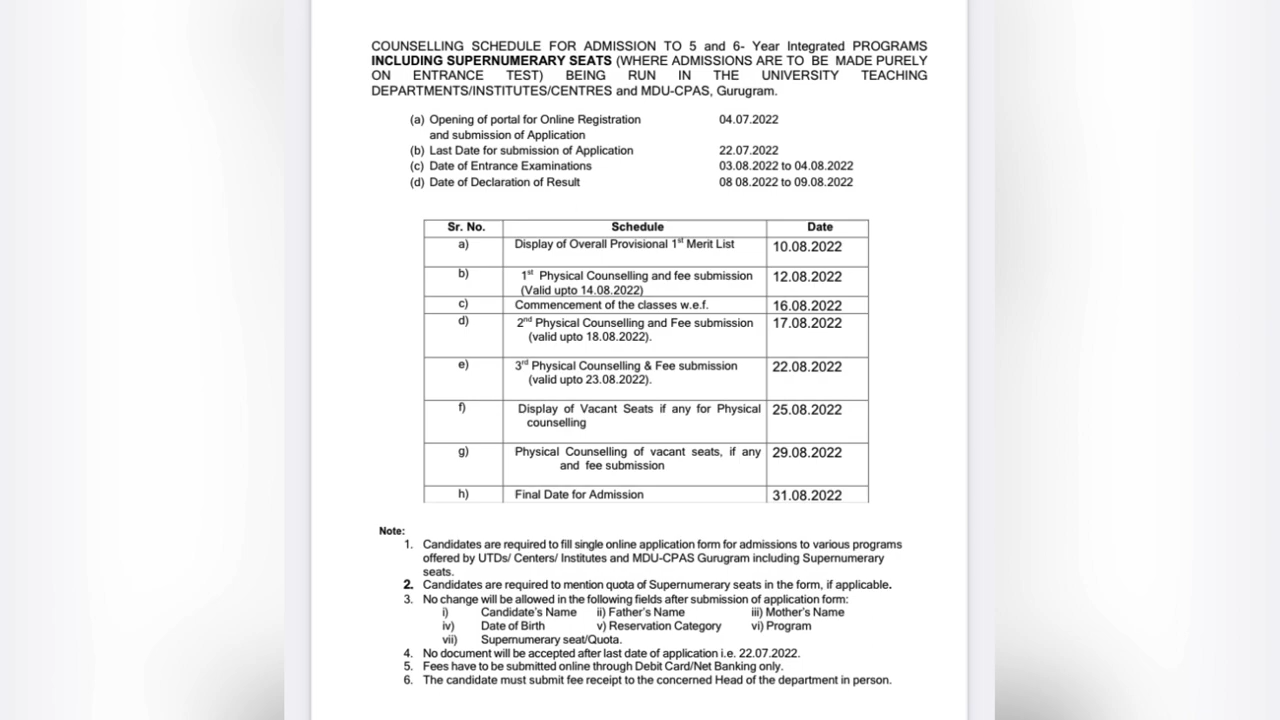 COUNSELLING SCHEDULE FOR ADMISSION TO 5 and 6- Year Integrated PROGRAMS
INCLUDING SUPERNUMERARY SEATS (WHERE ADMISSIONS ARE TO BE MADE PURELY
ON ENTRANCE TEST) BEING RUN IN THE UNIVERSITY TEACHING
DEPARTMENTS/INSTITUTES/CENTRES and MDU-CPAS, Gurugram.
(a) Opening of portal for Online Registration 04.07.2022
and submission of Application
(b) Last Date for submission of Application 22.07.2022
(c) Date of Entrance Examinations 03.08.2022 to 04.08.2022
(d) Date of Declaration of Result 08 08.2022 to 09.08.2022
Sr. No. Schedule Date
a) Display of Overall Provisional 1st Merit List 10.08.2022
b) 1st Physical Counselling and fee submission 12.08.2022
(Valid upto 14.08.2022)
c) Commencement of the classes w.e.f. 16.08.2022
d) 2nd Physical Counselling and Fee submission 17.08.2022
(valid upto 18.08.2022).
e) 3rd Physical Counselling & Fee submission 22.08.2022
(valid upto 23.08.2022).
f) Display of Vacant Seats if any for Physical 25.08.2022
counselling
g) Physical Counselling of vacant seats, if any 29.08.2022
and fee submission
h) Final Date for Admission 31.08.2022
Note:
1. Candidates are required to fill single online application form for admissions to various programs
offered by UTDs/ Centers/ Institutes and MDU-CPAS Gurugram including Supernumerary
seats.
2. Candidates are required to mention quota of Supernumerary seats in the form, if applicable.
3. No change will be allowed in the following fields after submission of application form:
i) Candidate's Name ii) Father's Name iii) Mother's Name
iv) Date of Birth v) Reservation Category vi) Program
vii) Supernumerary seat/Quota.
4. No document will be accepted after last date of application i.e. 22.07.2022.
5. Fees have to be submitted online through Debit Card/Net Banking only.
6. The candidate must submit fee receipt to the concerned Head of the department in person.